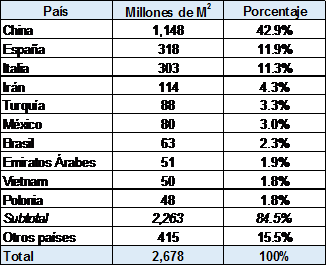 País Millones de M² Porcentaje
China 1,148 42.9%
España 318 11.9%
Italia 303 11.3%
Irán 114 4.3%
Turquía 88 3.3%
México 80 3.0%
Brasil 63 2.3%
Emiratos Árabes 51 1.9%
Vietnam 50 1.8%
Polonia 48 1.8%
Subtotal 2,263 84.5%
Otros países 415 15.5%
Total 2,678 100%